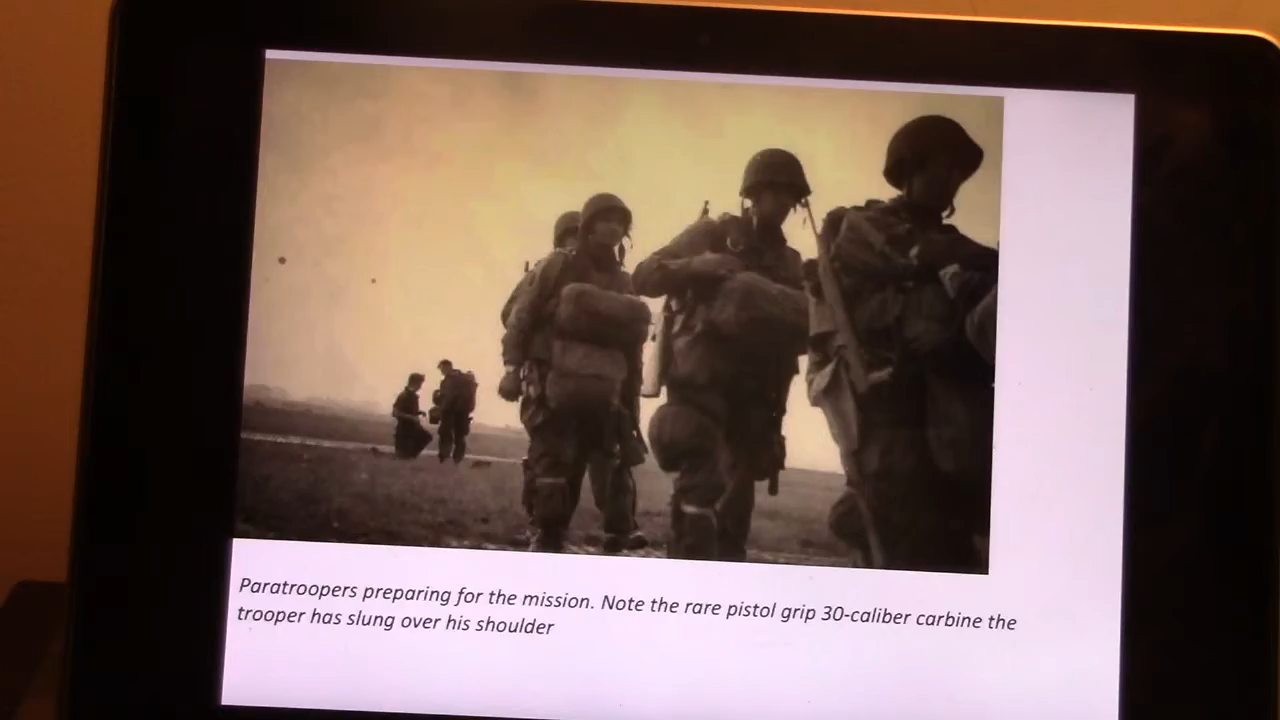 Paratroopers preparing for the mission. Note the rare pistol grip 30-caliber carbine the
trooper has slung over his shoulder